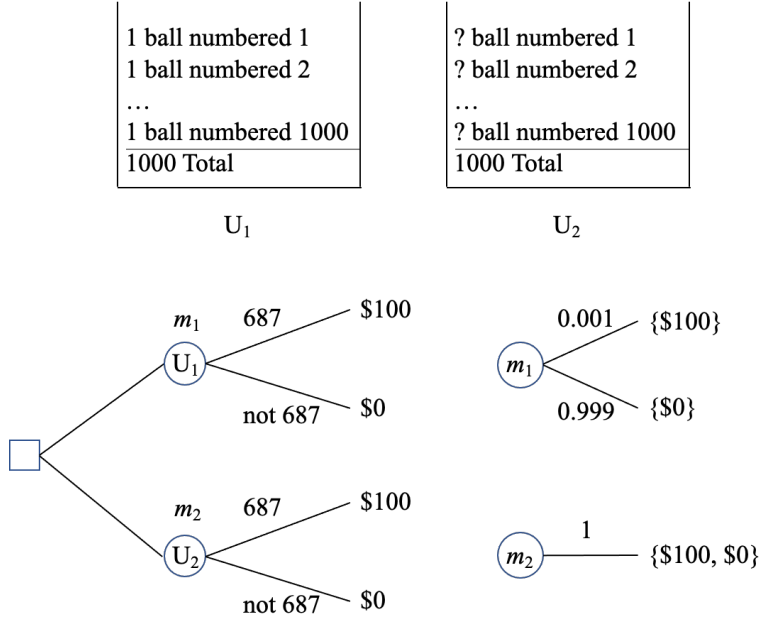 1 ball numbered 1
1 ball numbered 2
…
1 ball numbered 1000
1000 Total
U₁
? ball numbered 1
? ball numbered 2
…
? ball numbered 1000
1000 Total
U₂
m₁
687
$100
U₁
not 687
$0
m₂
687
$100
U₂
not 687
$0
0.001
{$100}
m₁
0.999
{$0}
1
m₂
{$100, $0}